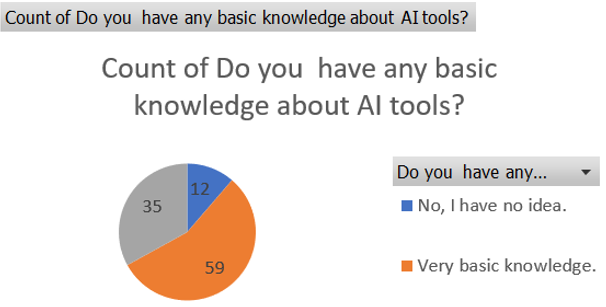 Count of Do you  have any basic knowledge about AI tools?
Count of Do you  have any basic
knowledge about AI tools?
12
35
59
Do you  have any...
No, I have no idea.
Very basic knowledge.